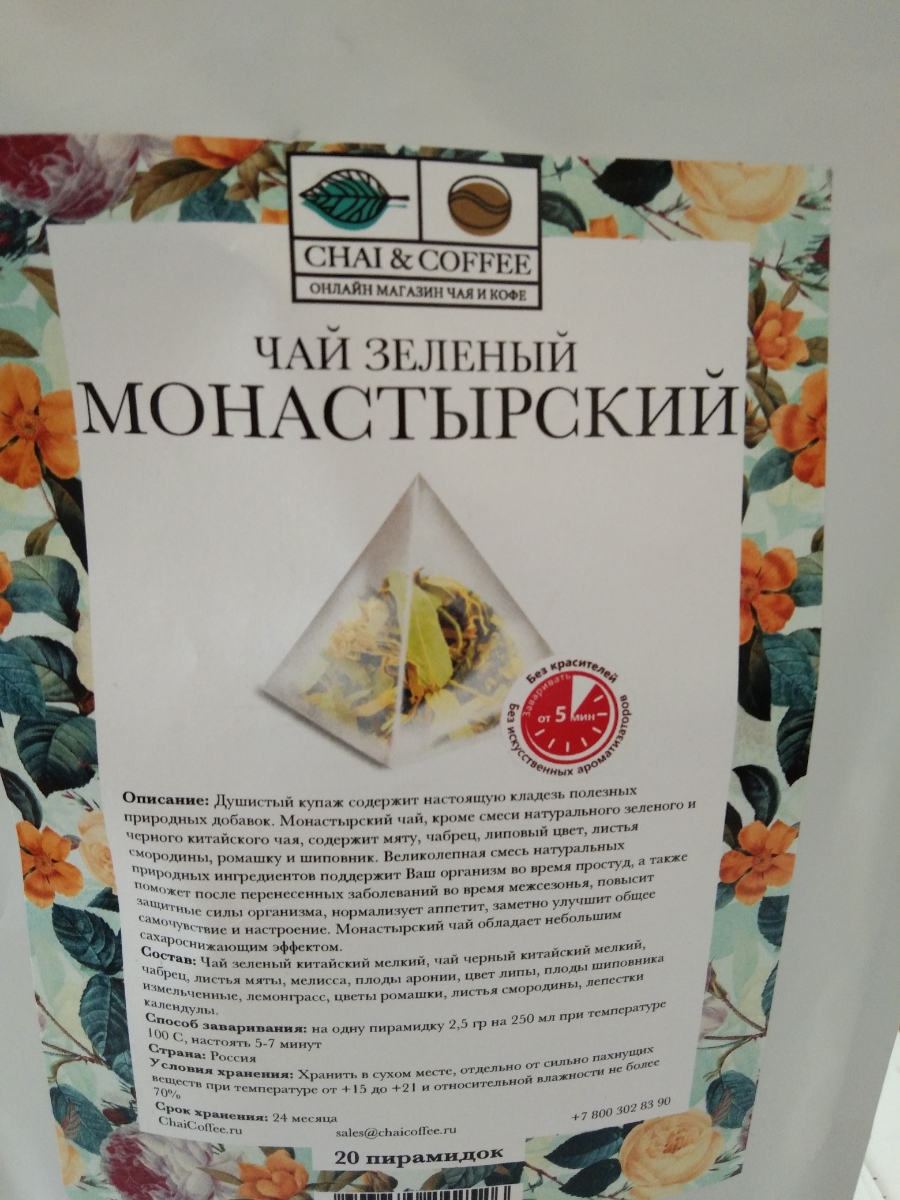 CHAI & COFFEE
ОНЛАЙН МАГАЗИН ЧАЯ И КОФЕ
ЧАЙ ЗЕЛЕНЫЙ
МОНАСТЫРСКИЙ
Без красителей
Заваривать
от 5 мин
Без искусственных ароматизаторов
Описание: Душистый купаж содержит настоящую кладезь полезных
природных добавок. Монастырский чай, кроме смеси натурального зеленого и
черного китайского чая, содержит мяту, чабрец, липовый цвет, листья
смородины, ромашку и шиповник. Великолепная смесь натуральных
природных ингредиентов поддержит Ваш организм во время простуд, а также
поможет после перенесенных заболеваний во время межсезонья, повысит
защитные силы организма, нормализует аппетит, заметно улучшит общее
самочувствие и настроение. Монастырский чай обладает небольшим
сахароснижающим эффектом.
Состав: Чай зеленый китайский мелкий, чай черный китайский мелкий,
чабрец, листья мяты, мелисса, плоды аронии, цвет липы, плоды шиповника
измельченные, лемонграсс, цветы ромашки, листья смородины, лепестки
календулы.
Способ заваривания: на одну пирамидку 2,5 гр на 250 мл при температуре
100 С, настоять 5-7 минут
Страна: Россия
Условия хранения: Хранить в сухом месте, отдельно от сильно пахнущих
веществ при температуре от +15 до +21 и относительной влажности не более
70%
Срок хранения: 24 месяца
ChaiCoffee.ru sales@chaicoffee.ru +7 800 302 83 90
20 пирамидок